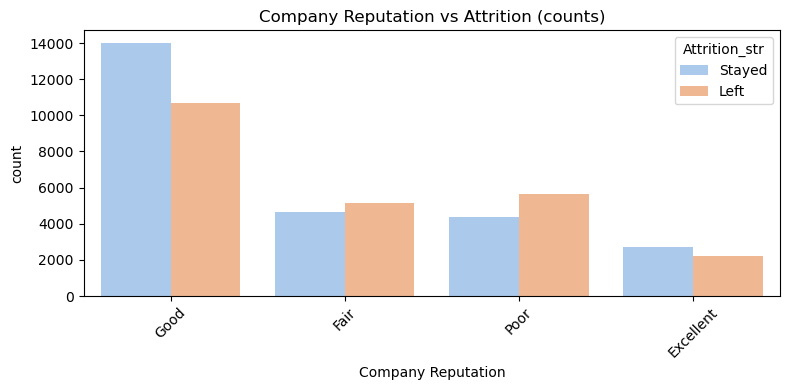 Company Reputation vs Attrition (counts)
Attrition_str
Stayed
Left
count
14000
12000
10000
8000
6000
4000
2000
0
Good
Fair
Poor
Excellent
Company Reputation